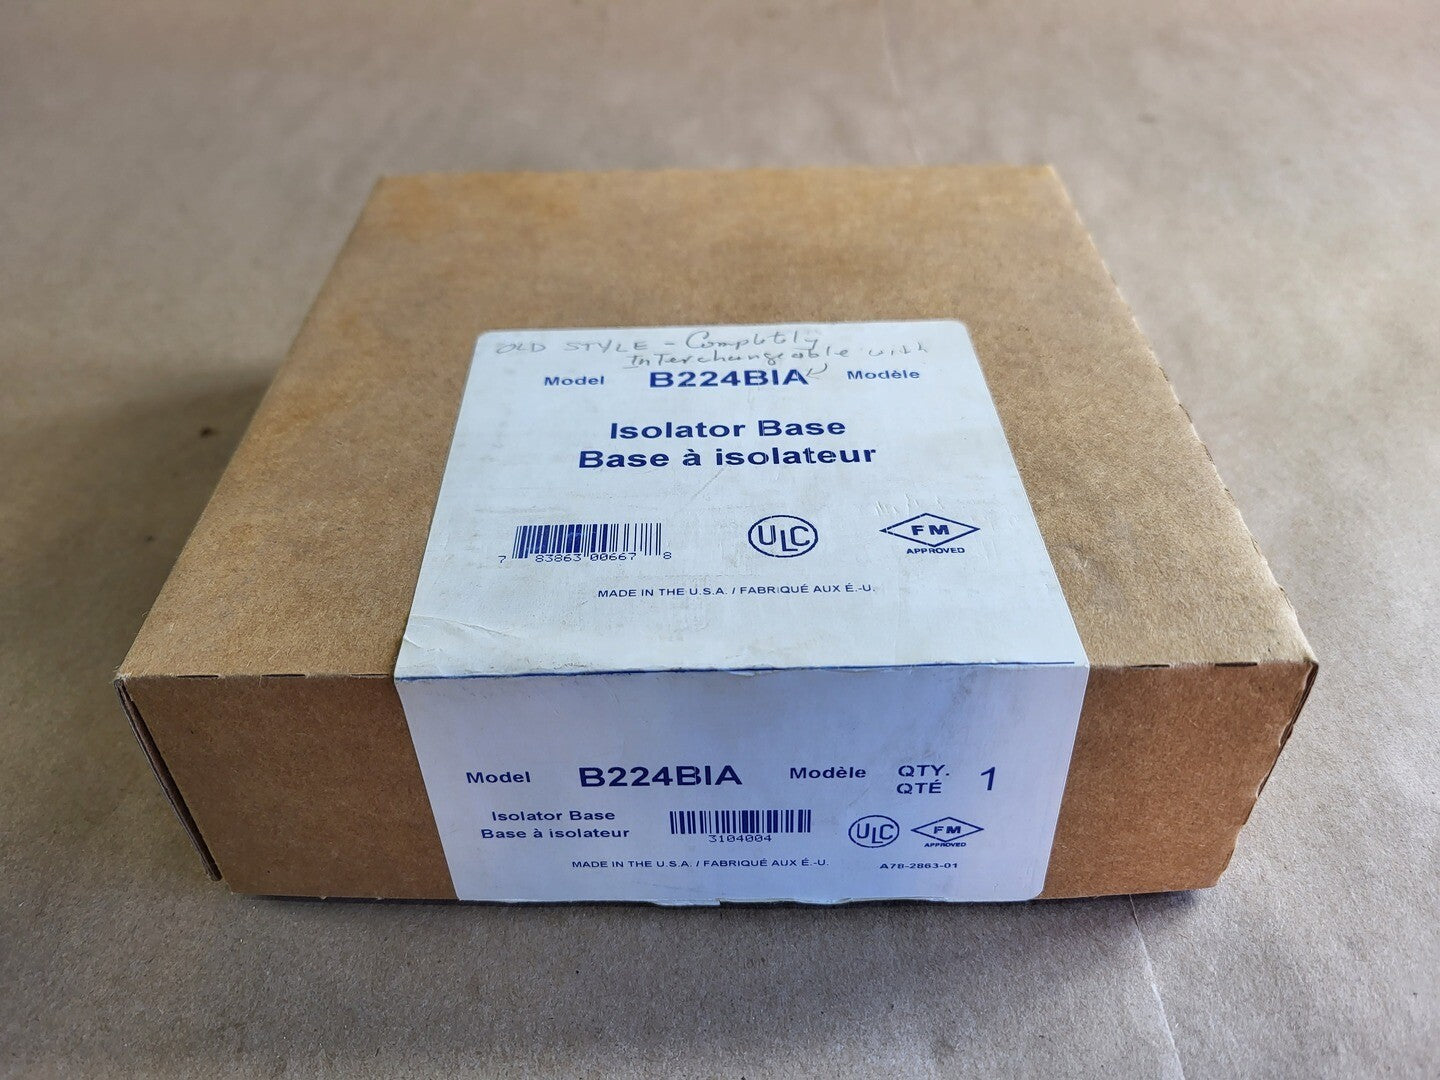 OLD STYLE - Completely
Interchangeable with
Model B224BIA Modèle
Isolator Base
Base à isolateur
7 83863 00667 8
ULC
FM
APPROVED
MADE IN THE U.S.A. / FABRIQUÉ AUX É.-U.
Model B224BIA Modèle QTY. 1
QTÉ
Isolator Base
Base à isolateur
3104004
ULC
FM
APPROVED
MADE IN THE U.S.A. / FABRIQUÉ AUX É.-U.
A78-2863-01